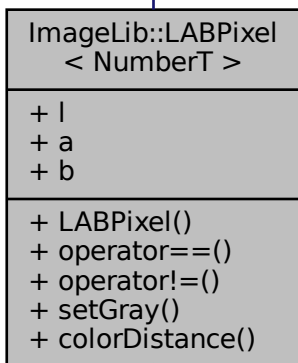 ImageLib::LABPixel
< NumberT >
+ l
+ a
+ b
+ LABPixel()
+ operator==()
+ operator!=()
+ setGray()
+ colorDistance()